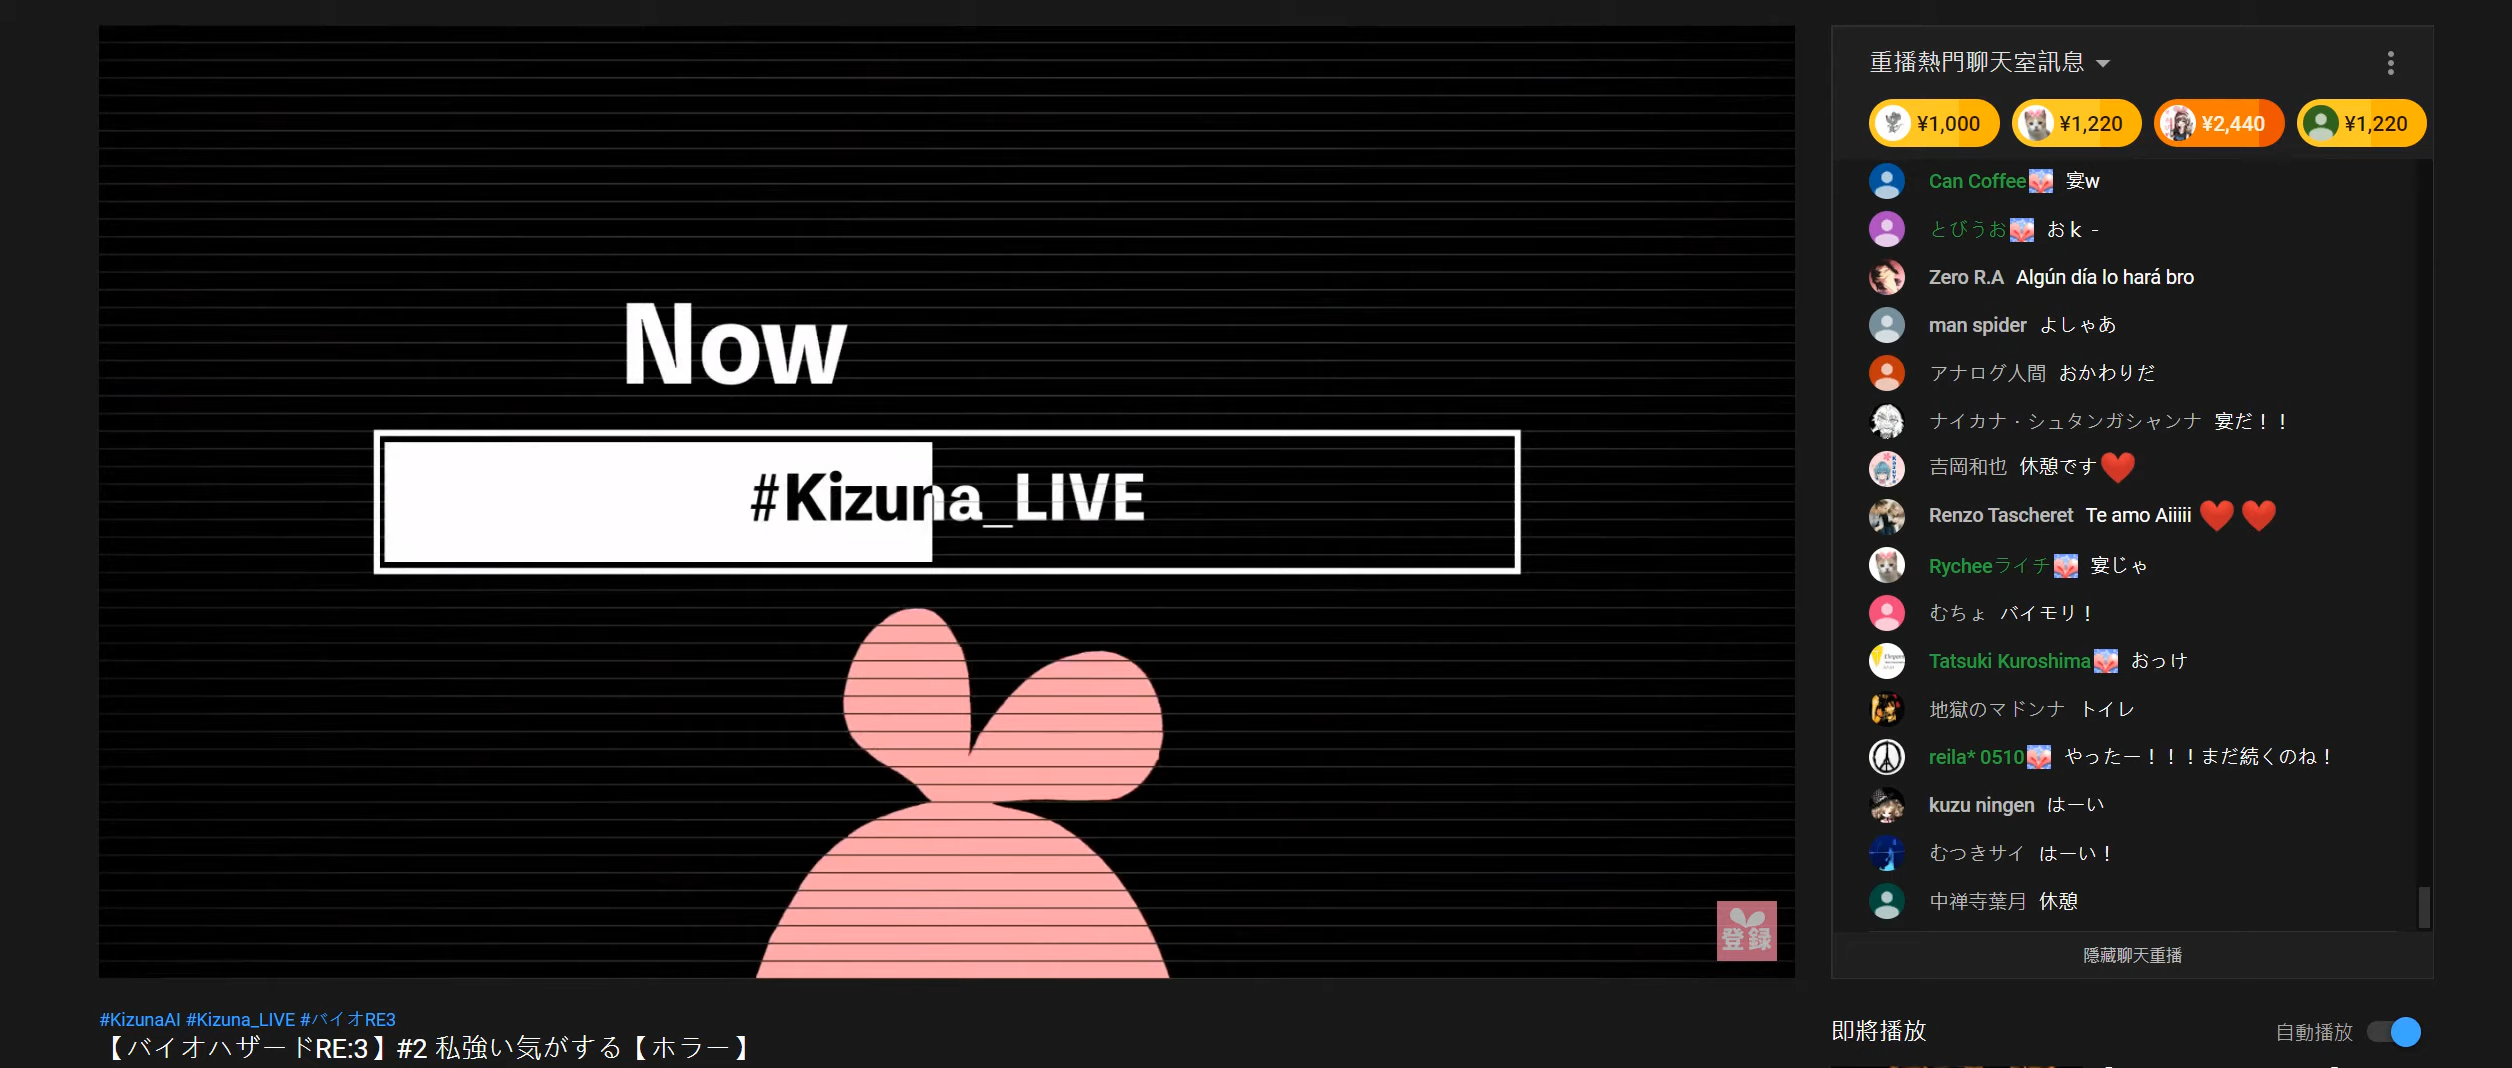 Now
#Kizuna_LIVE
登録
#KizunaAI #Kizuna_LIVE #バイオRE3
【バイオハザードRE:3】#2 私強い気がする【ホラー】
重播熱門聊天室訊息
¥1,000 ¥1,220 ¥2,440 ¥1,220
Can Coffee 宴w
とびうお おｋ -
Zero R.A Algún día lo hará bro
man spider よしゃあ
アナログ人間 おかわりだ
ナイカナ・シュタンガシャンナ 宴だ！！
吉岡和也 休憩です❤️
Renzo Tascheret Te amo Aiiiii ❤️ ❤️
Rycheeライチ 宴じゃ
むちょ バイモリ！
Tatsuki Kuroshima おっけ
地獄のマドンナ トイレ
reila* 0510 やったー！！！まだ続くのね！
kuzu ningen はーい
むつきサイ はーい！
中禅寺葉月 休憩
隱藏聊天重播
即將播放 自動播放